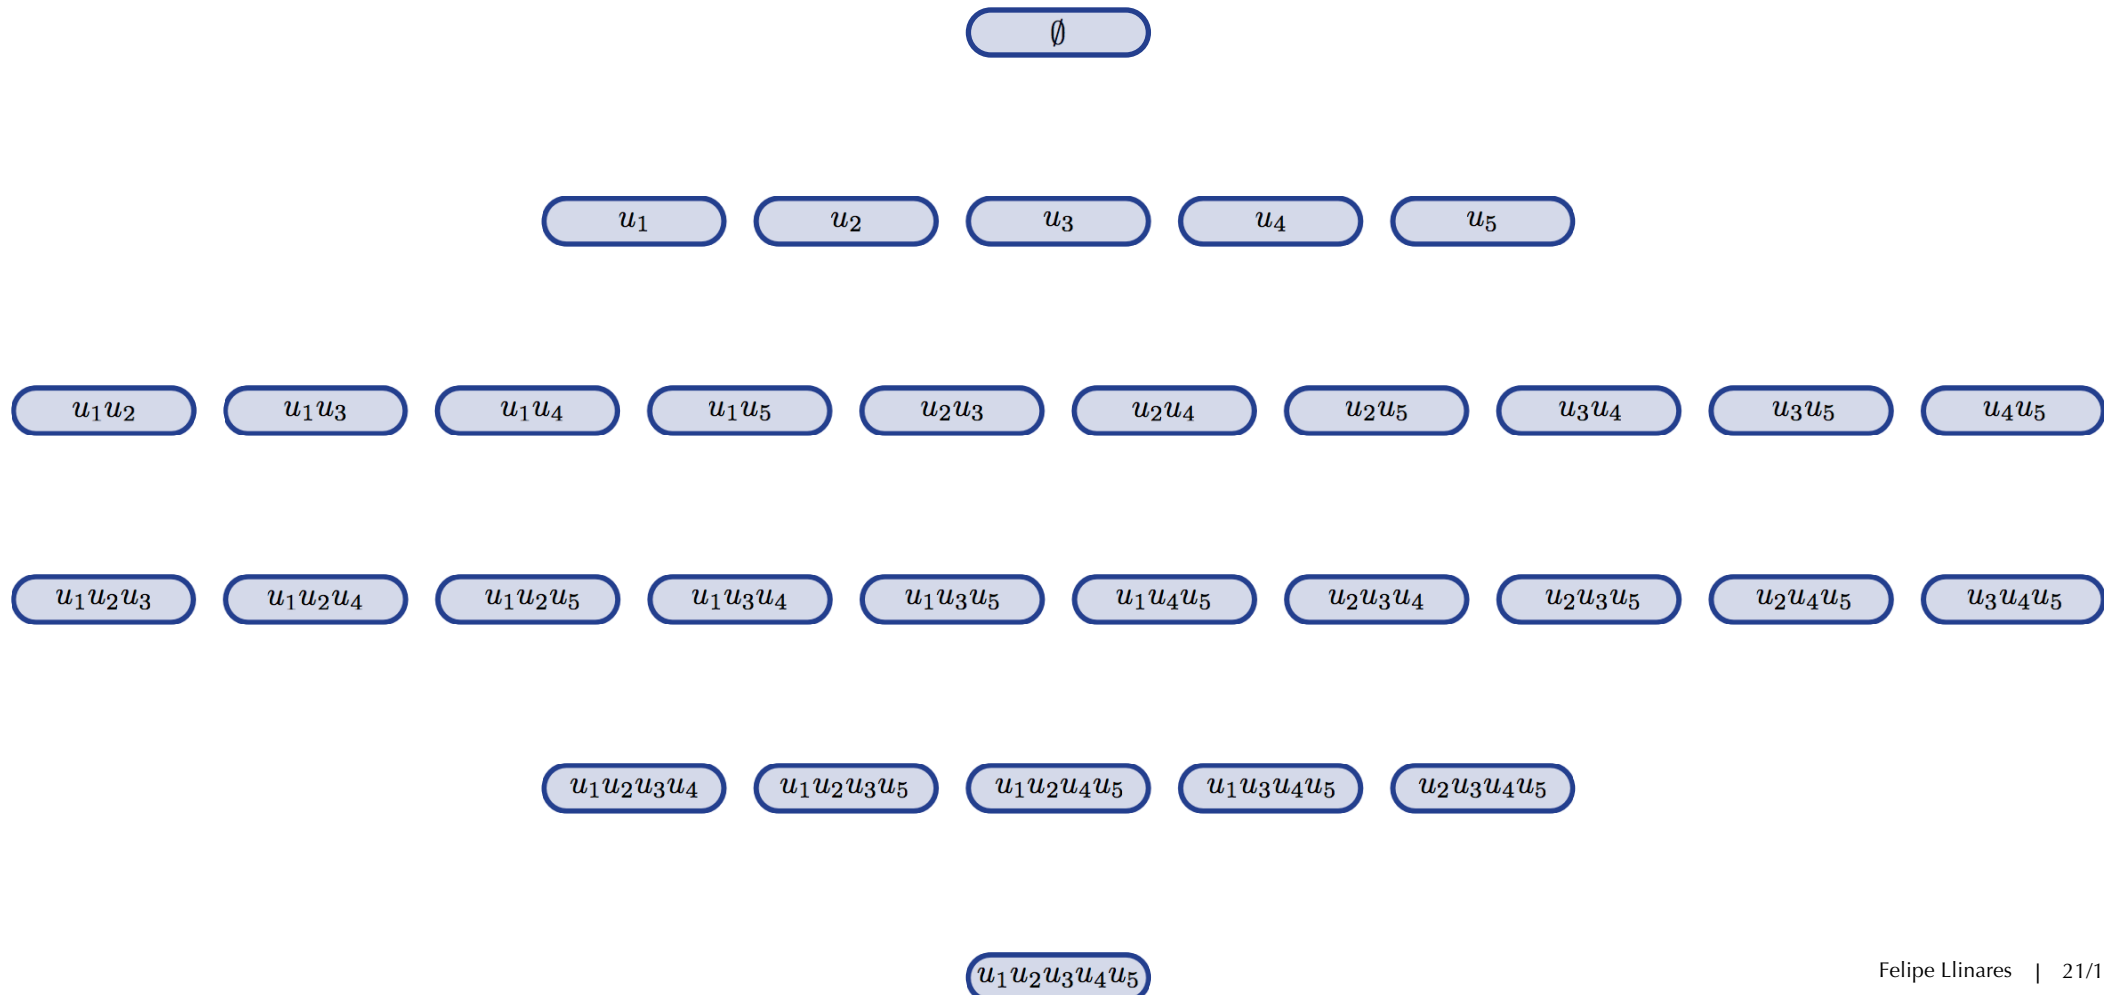 ∅
u₁ u₂ u₃ u₄ u₅
u₁u₂ u₁u₃ u₁u₄ u₁u₅ u₂u₃ u₂u₄ u₂u₅ u₃u₄ u₃u₅ u₄u₅
u₁u₂u₃ u₁u₂u₄ u₁u₂u₅ u₁u₃u₄ u₁u₃u₅ u₁u₄u₅ u₂u₃u₄ u₂u₃u₅ u₂u₄u₅ u₃u₄u₅
u₁u₂u₃u₄ u₁u₂u₃u₅ u₁u₂u₄u₅ u₁u₃u₄u₅ u₂u₃u₄u₅
u₁u₂u₃u₄u₅
Felipe Llinares | 21/1